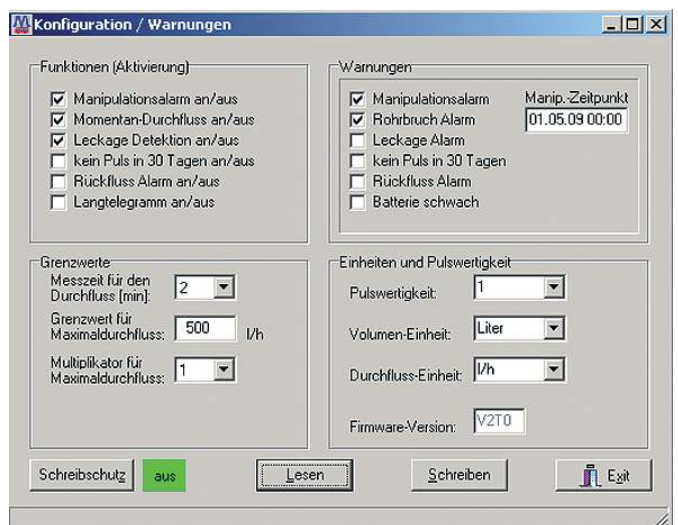 Konfiguration / Warnungen
Funktionen (Aktivierung)
Manipulationsalarm an/aus
Momentan-Durchfluss an/aus
Leckage Detektion an/aus
kein Puls in 30 Tagen an/aus
Rückfluss Alarm an/aus
Langtelegramm an/aus
Warnungen
Manipulationsalarm
Rohrbruch Alarm
Leckage Alarm
kein Puls in 30 Tagen
Rückfluss Alarm
Batterie schwach
Manip.-Zeitpunkt
01.05.09 00:00
Grenzwerte
Messzeit für den
Durchfluss [min]: 2
Grenzwert für
Maximaldurchfluss: 500 l/h
Multiplikator für
Maximaldurchfluss: 1
Einheiten und Pulswertigkeit
Pulswertigkeit: 1
Volumen-Einheit: Liter
Durchfluss-Einheit: l/h
Firmware-Version: V2T0
Schreibschutz aus Lesen Schreiben Exit